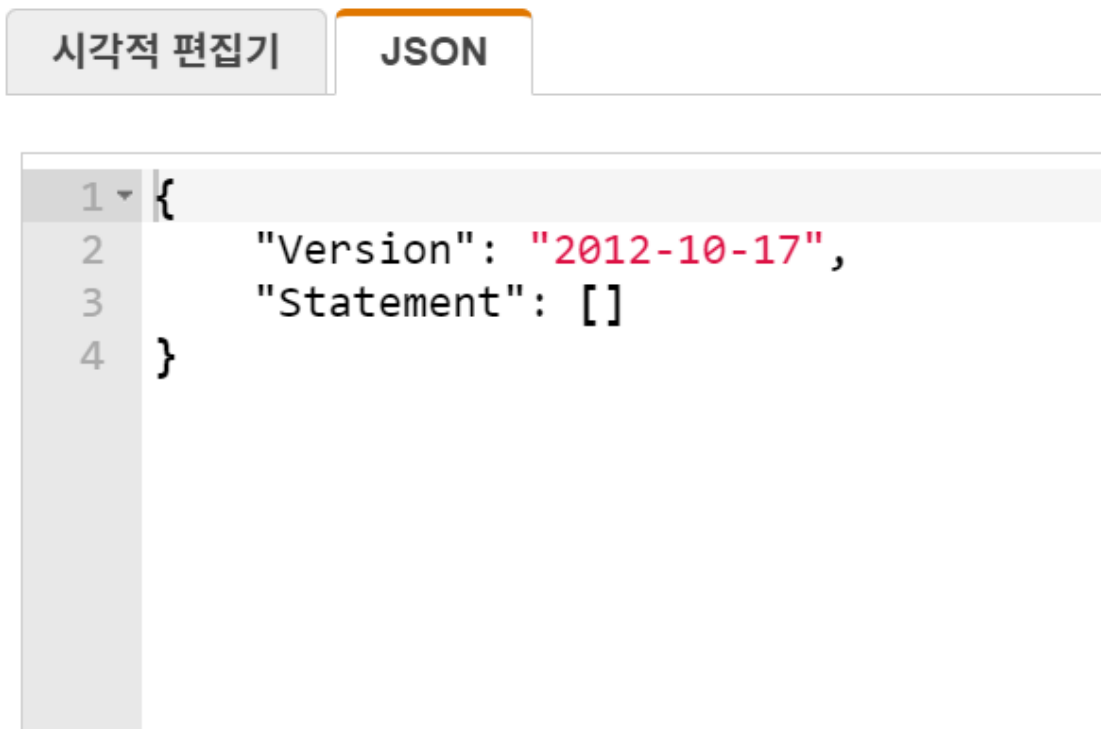 시각적 편집기 JSON
1 {
2 "Version": "2012-10-17",
3 "Statement": []
4 }